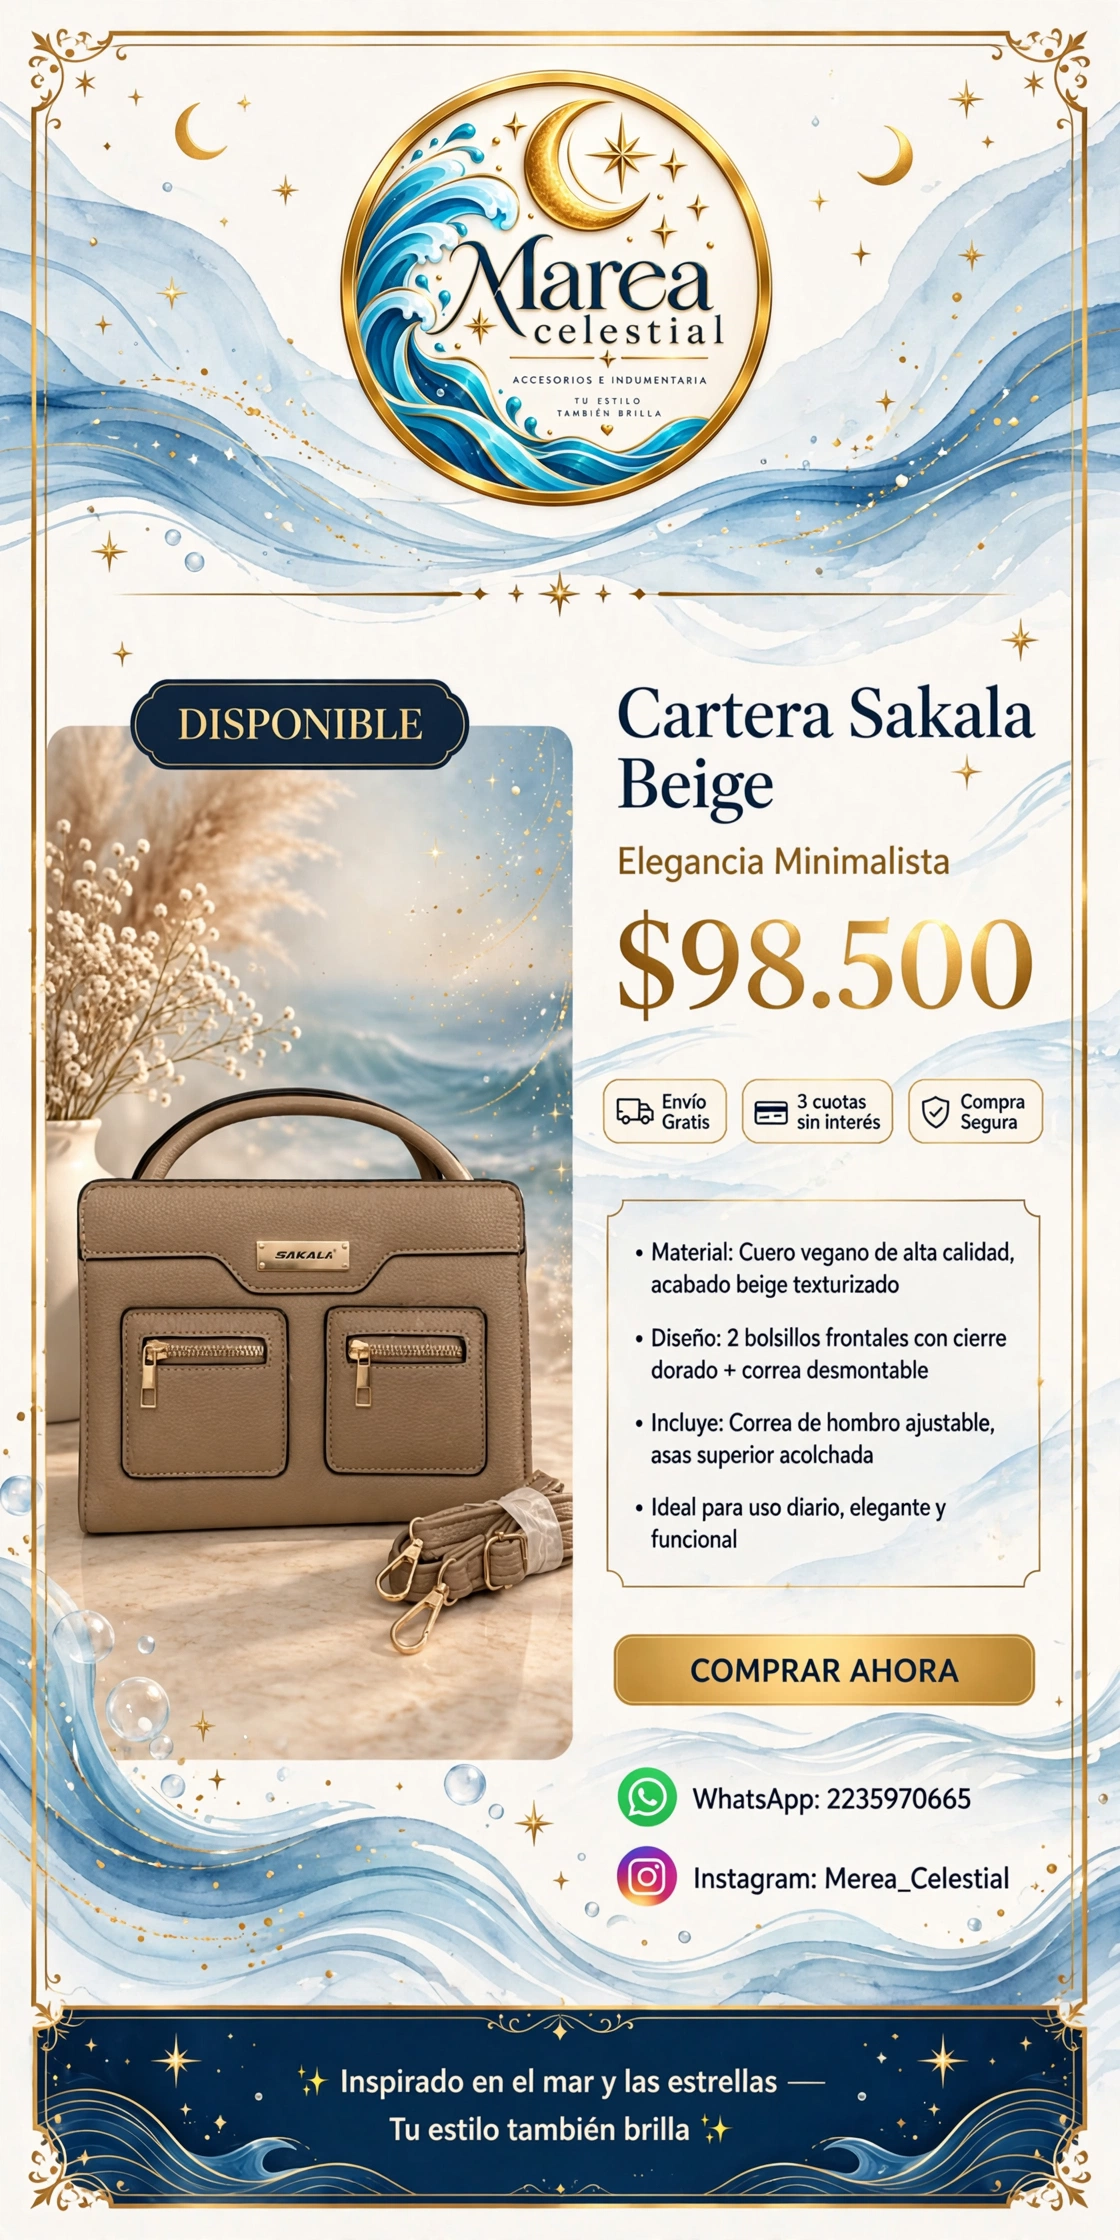 Marea
celestial
ACCESORIOS E INDUMENTARIA
TU ESTILO
TAMBIÉN BRILLA
DISPONIBLE
SAKALA
Cartera Sakala
Beige
Elegancia Minimalista
$98.500
Envío
Gratis
3 cuotas
sin interés
Compra
Segura
• Material: Cuero vegano de alta calidad,
acabado beige texturizado
• Diseño: 2 bolsillos frontales con cierre
dorado + correa desmontable
• Incluye: Correa de hombro ajustable,
asas superior acolchada
• Ideal para uso diario, elegante y
funcional
COMPRAR AHORA
WhatsApp: 2235970665
Instagram: Merea_Celestial
✨ Inspirado en el mar y las estrellas —
Tu estilo también brilla ✨